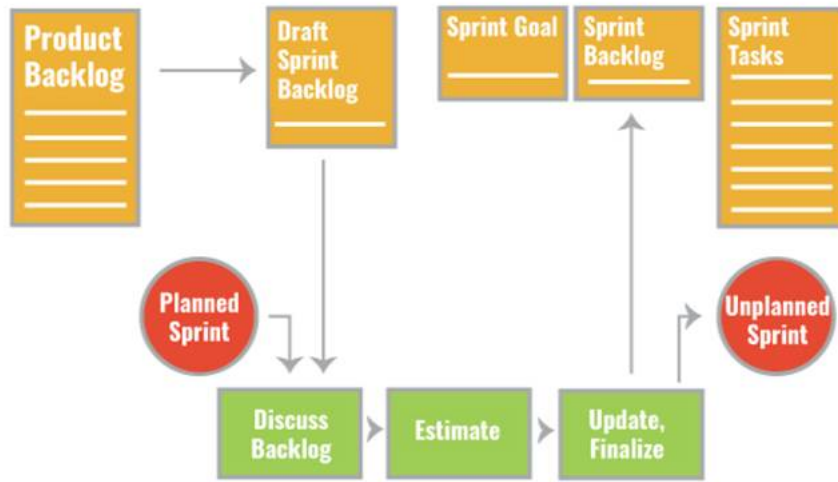 Product
Backlog
Draft
Sprint
Backlog
Sprint Goal
Sprint
Backlog
Sprint
Tasks
Planned
Sprint
Unplanned
Sprint
Discuss
Backlog
Estimate
Update,
Finalize